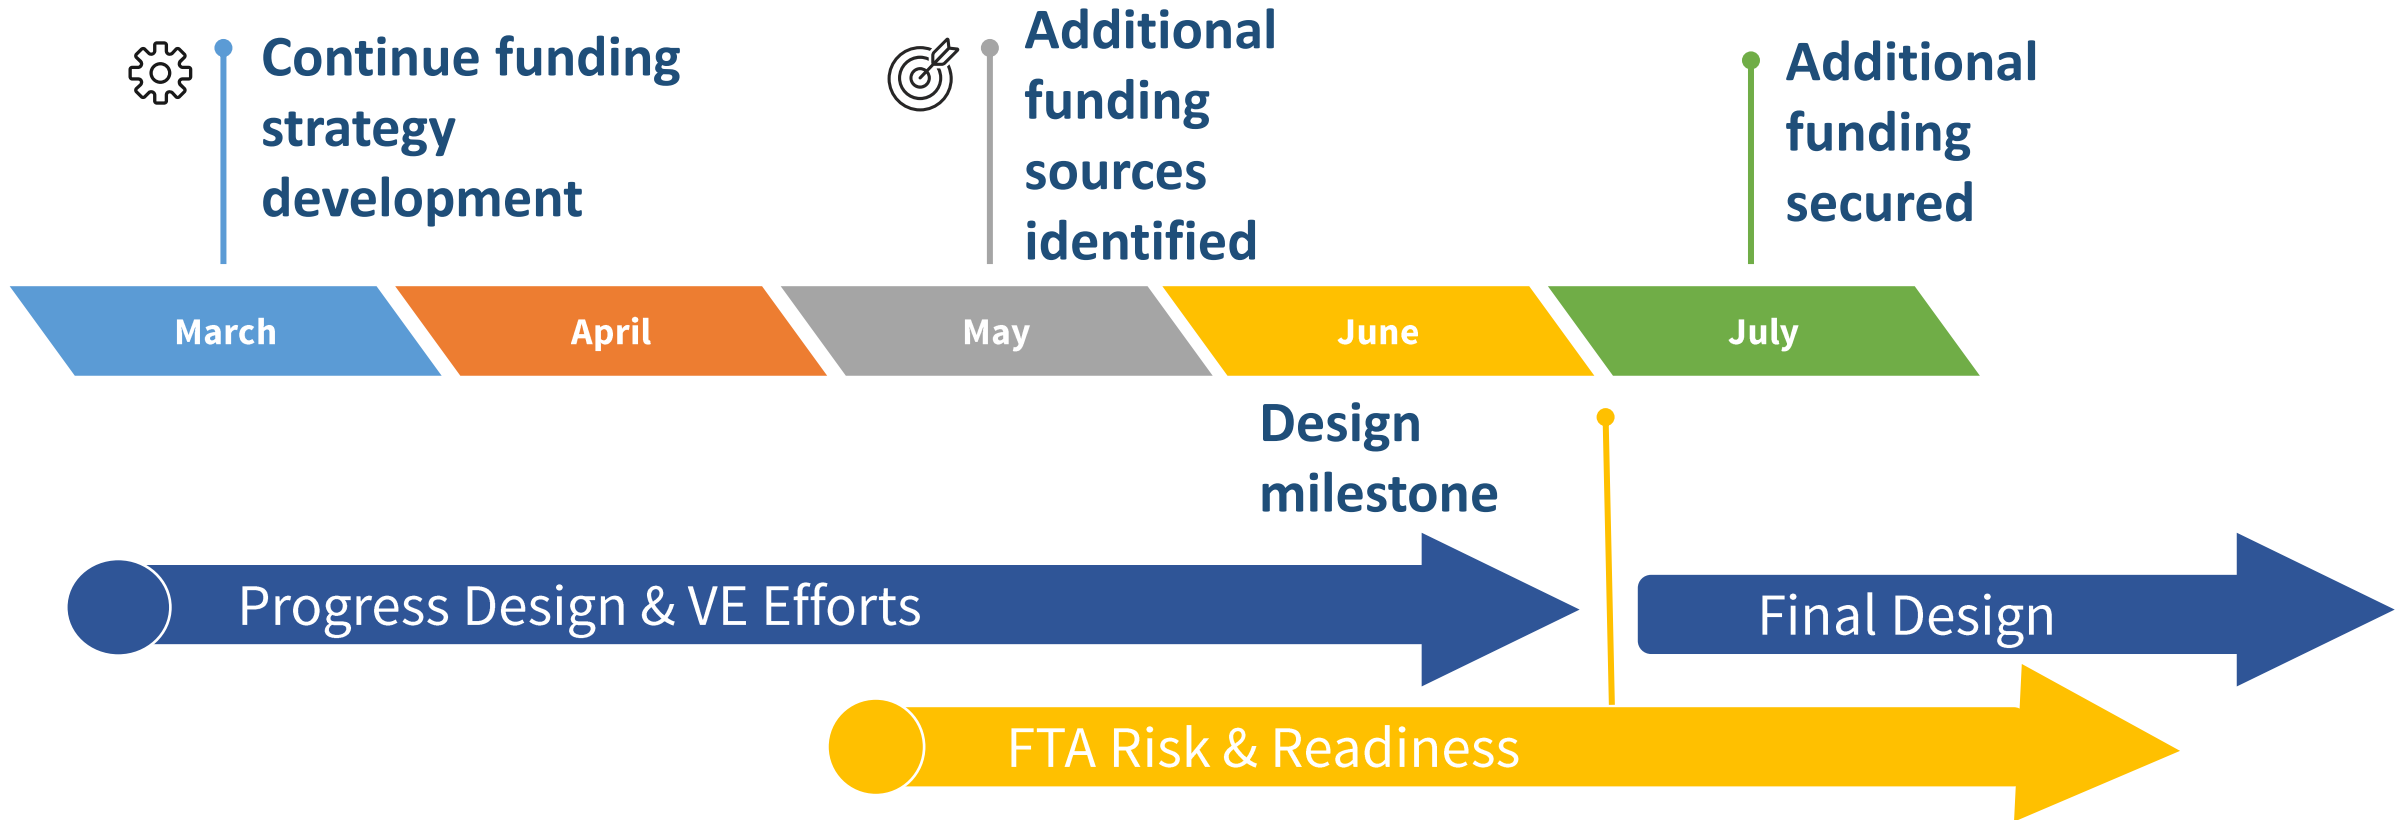 Continue funding
strategy
development
Additional
funding
sources
identified
Additional
funding
secured
March
April
May
June
July
Design
milestone
Progress Design & VE Efforts
Final Design
FTA Risk & Readiness